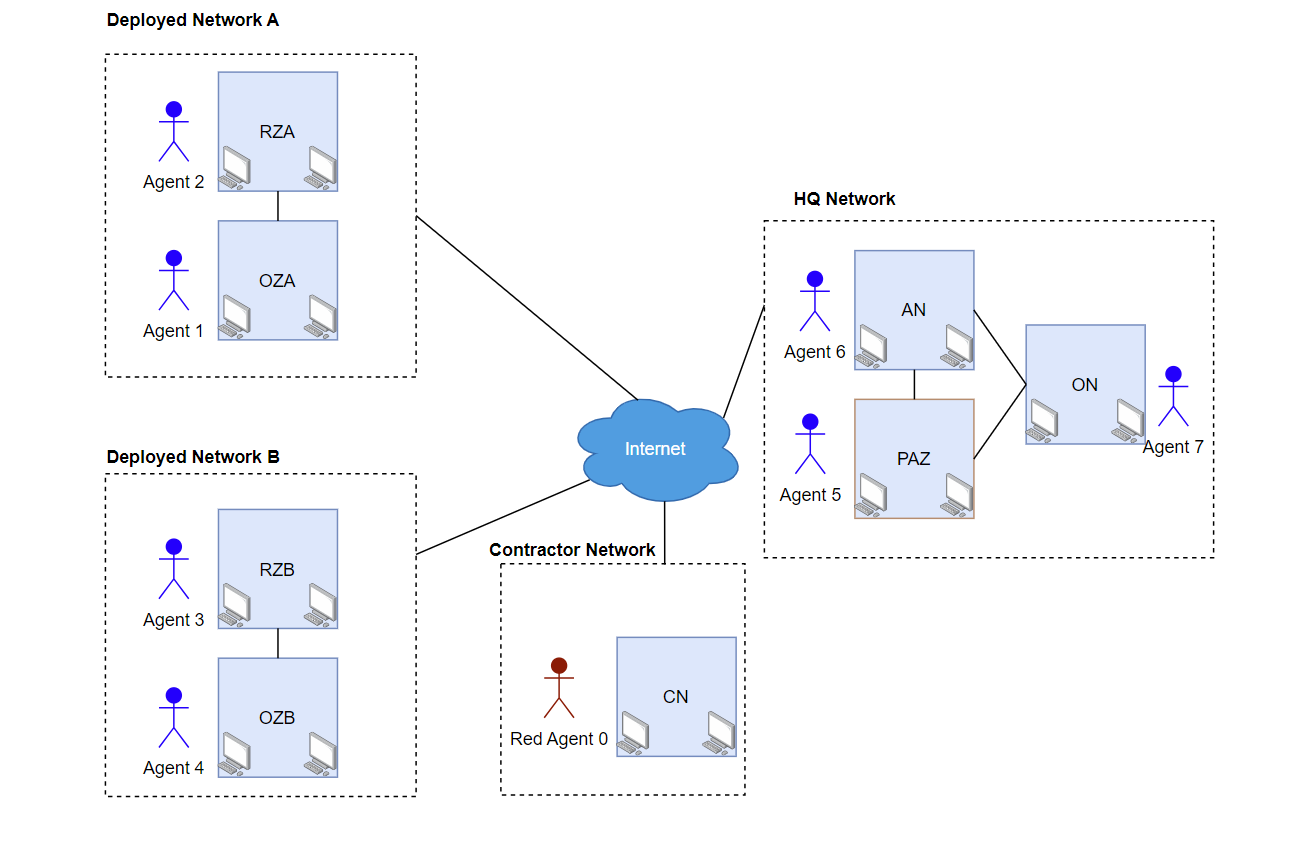 Deployed Network A
RZA
Agent 2
OZA
Agent 1
HQ Network
AN
Agent 6
ON
Agent 7
PAZ
Agent 5
Internet
Deployed Network B
RZB
Agent 3
OZB
Agent 4
Contractor Network
CN
Red Agent 0